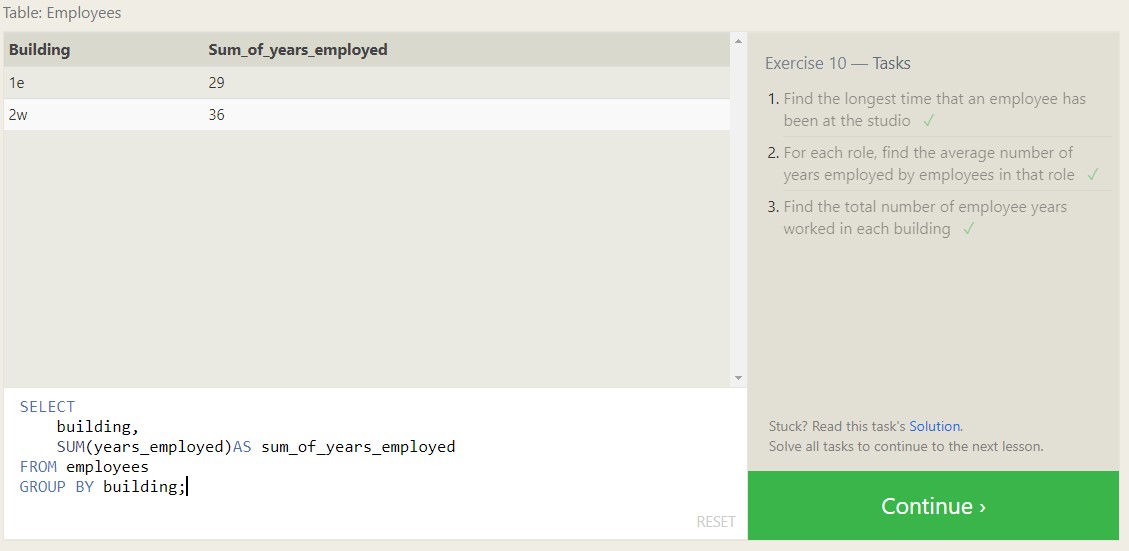 Table: Employees
Building Sum_of_years_employed
1e 29
2w 36
SELECT
building,
SUM(years_employed)AS sum_of_years_employed
FROM employees
GROUP BY building;
RESET
Exercise 10 — Tasks
1. Find the longest time that an employee has
been at the studio ✓
2. For each role, find the average number of
years employed by employees in that role ✓
3. Find the total number of employee years
worked in each building ✓
Stuck? Read this task's Solution.
Solve all tasks to continue to the next lesson.
Continue ›